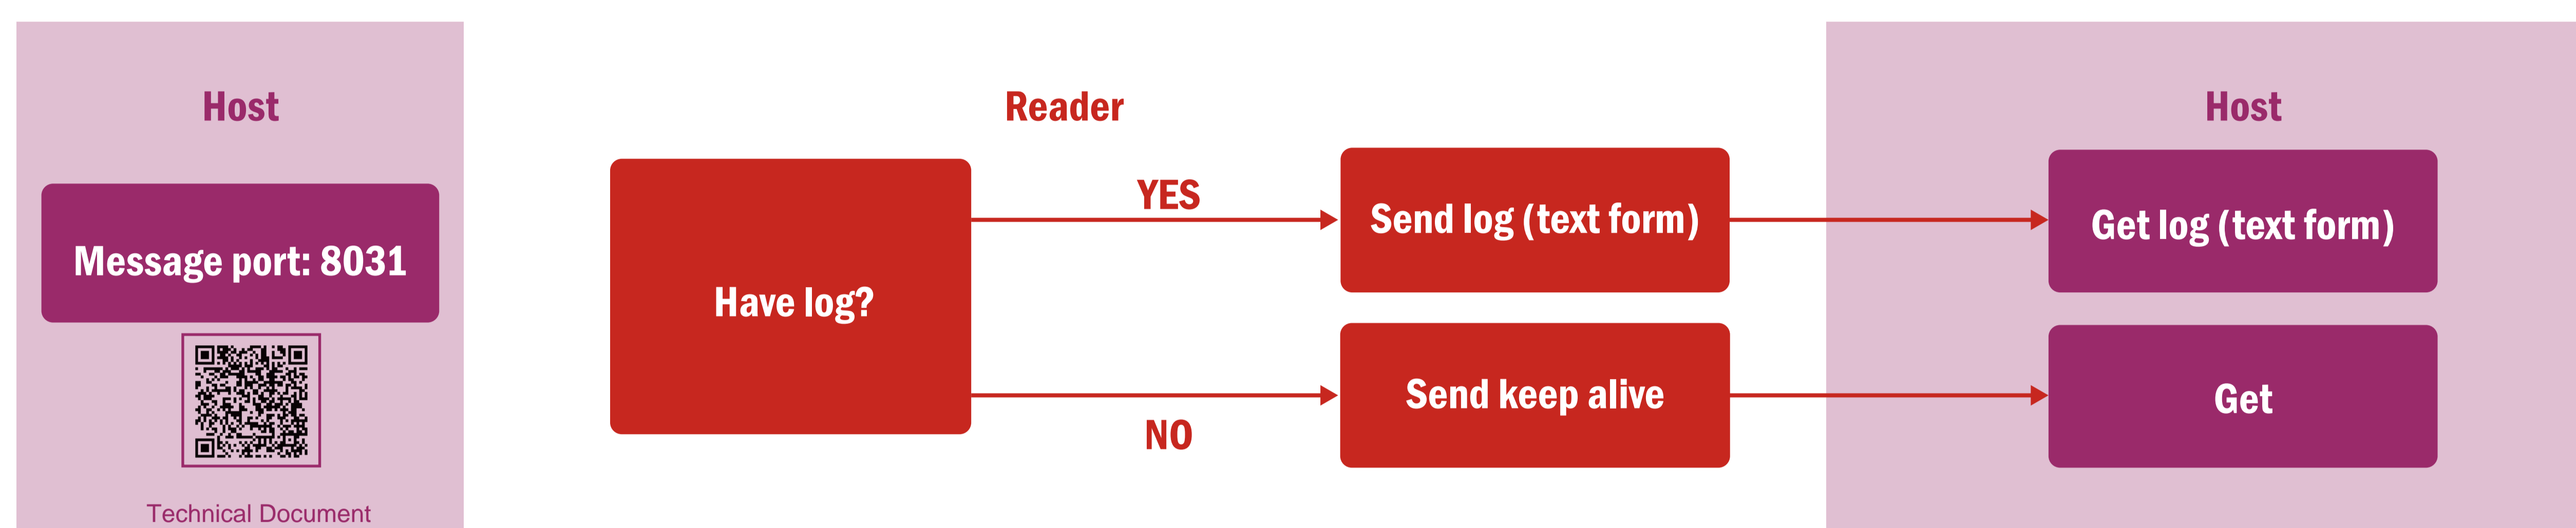 Host
Message port: 8031
Technical Document
Reader
Have log?
YES
NO
Send log (text form)
Send keep alive
Host
Get log (text form)
Get